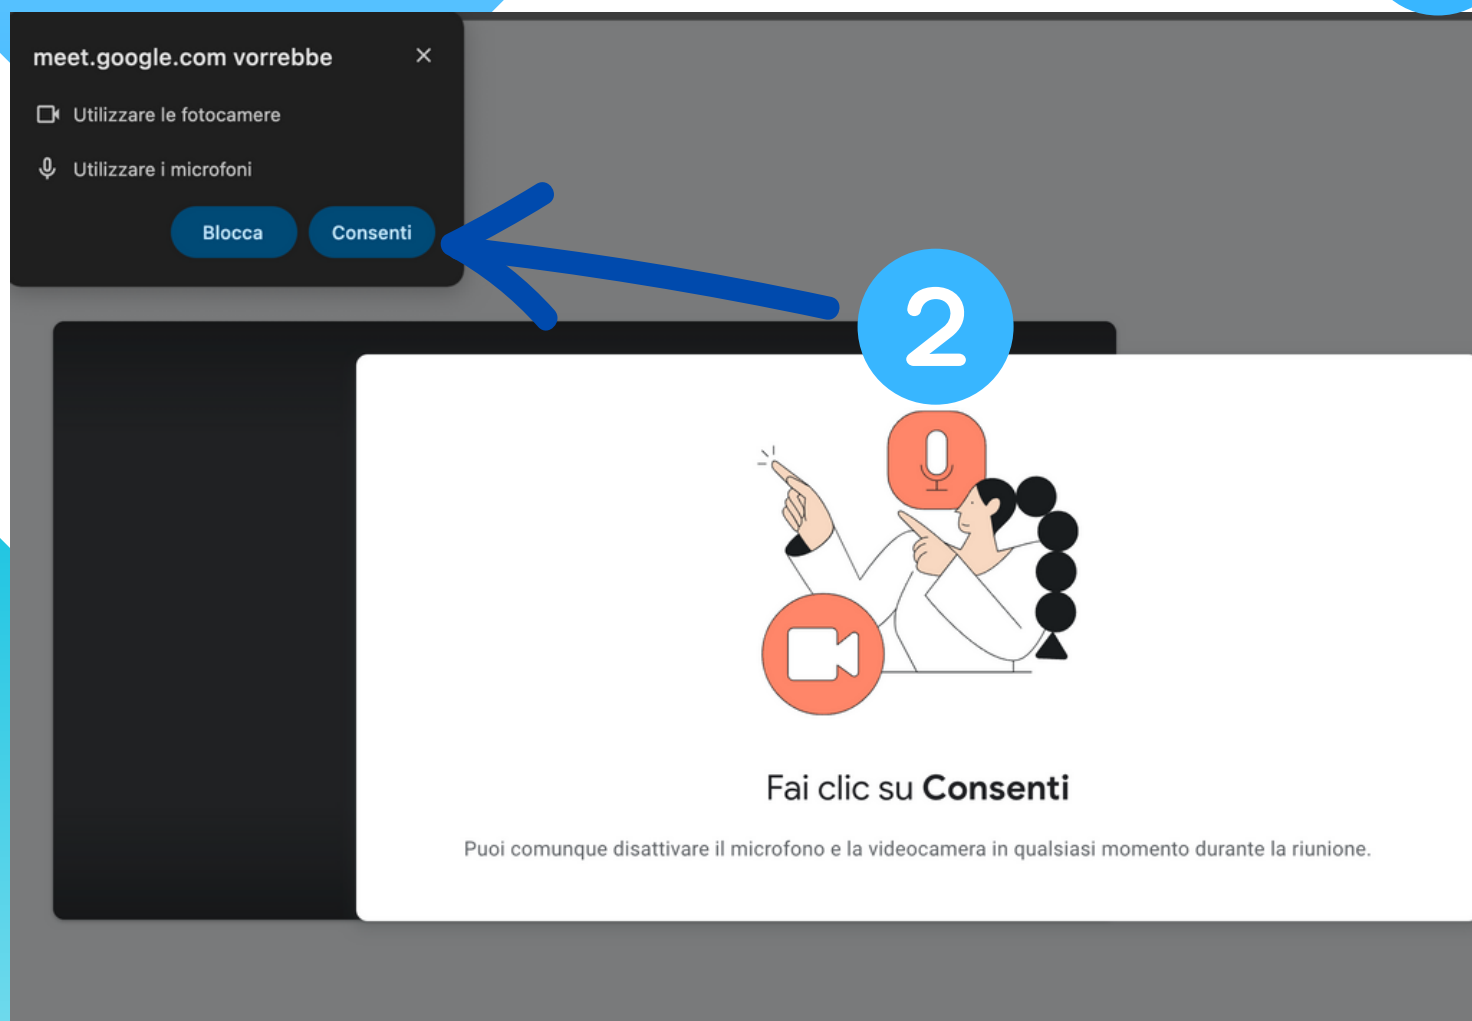 meet.google.com vorrebbe
Utilizzare le fotocamere
Utilizzare i microfoni
Blocca Consenti
2
Fai clic su Consenti
Puoi comunque disattivare il microfono e la videocamera in qualsiasi momento durante la riunione.